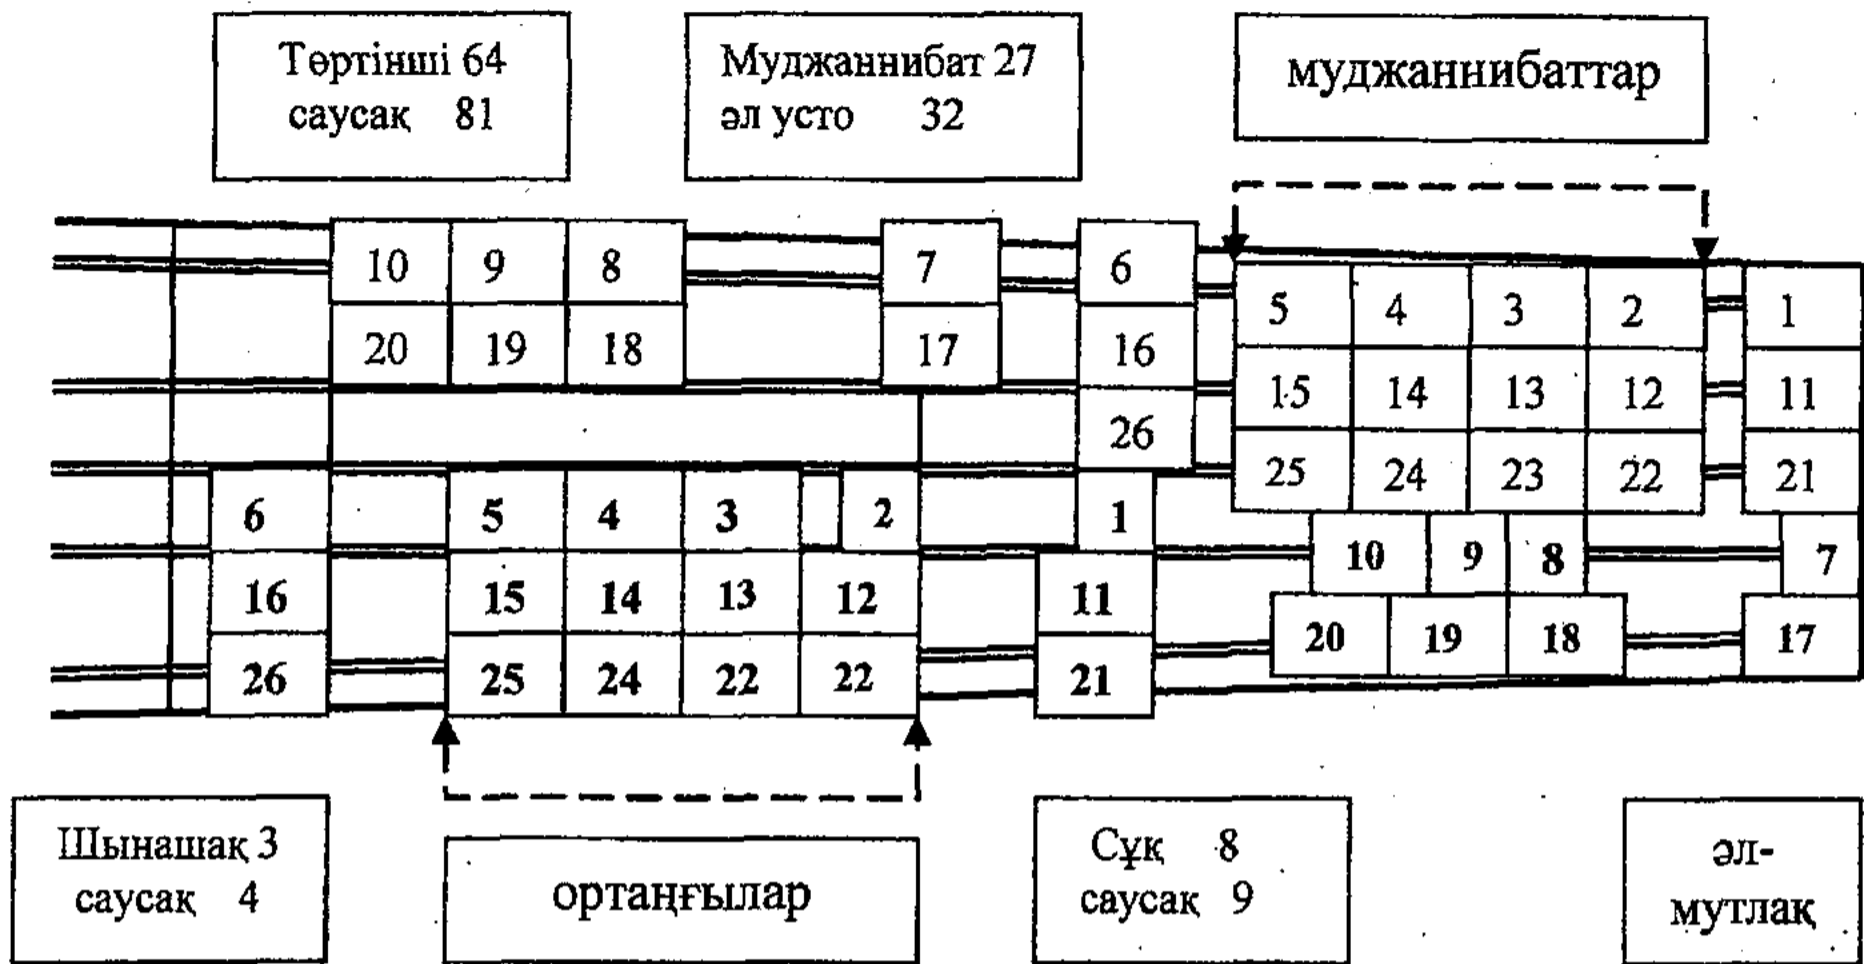 Төртінші 64
саусақ 81
Муджаннибат 27
әл усто 32
муджаннибаттар
10 9 8 7 6
5 4 3 2 1
20 19 18 17 16
15 14 13 12 11
26
25 24 23 22 21
6 5 4 3 2 1
10 9 8 7
16 15 14 13 12 11
20 19 18 17
26 25 24 22 22 21
Шынашақ 3
саусақ 4
ортаңғылар
Сұқ 8
саусақ 9
әл-
мутлақ